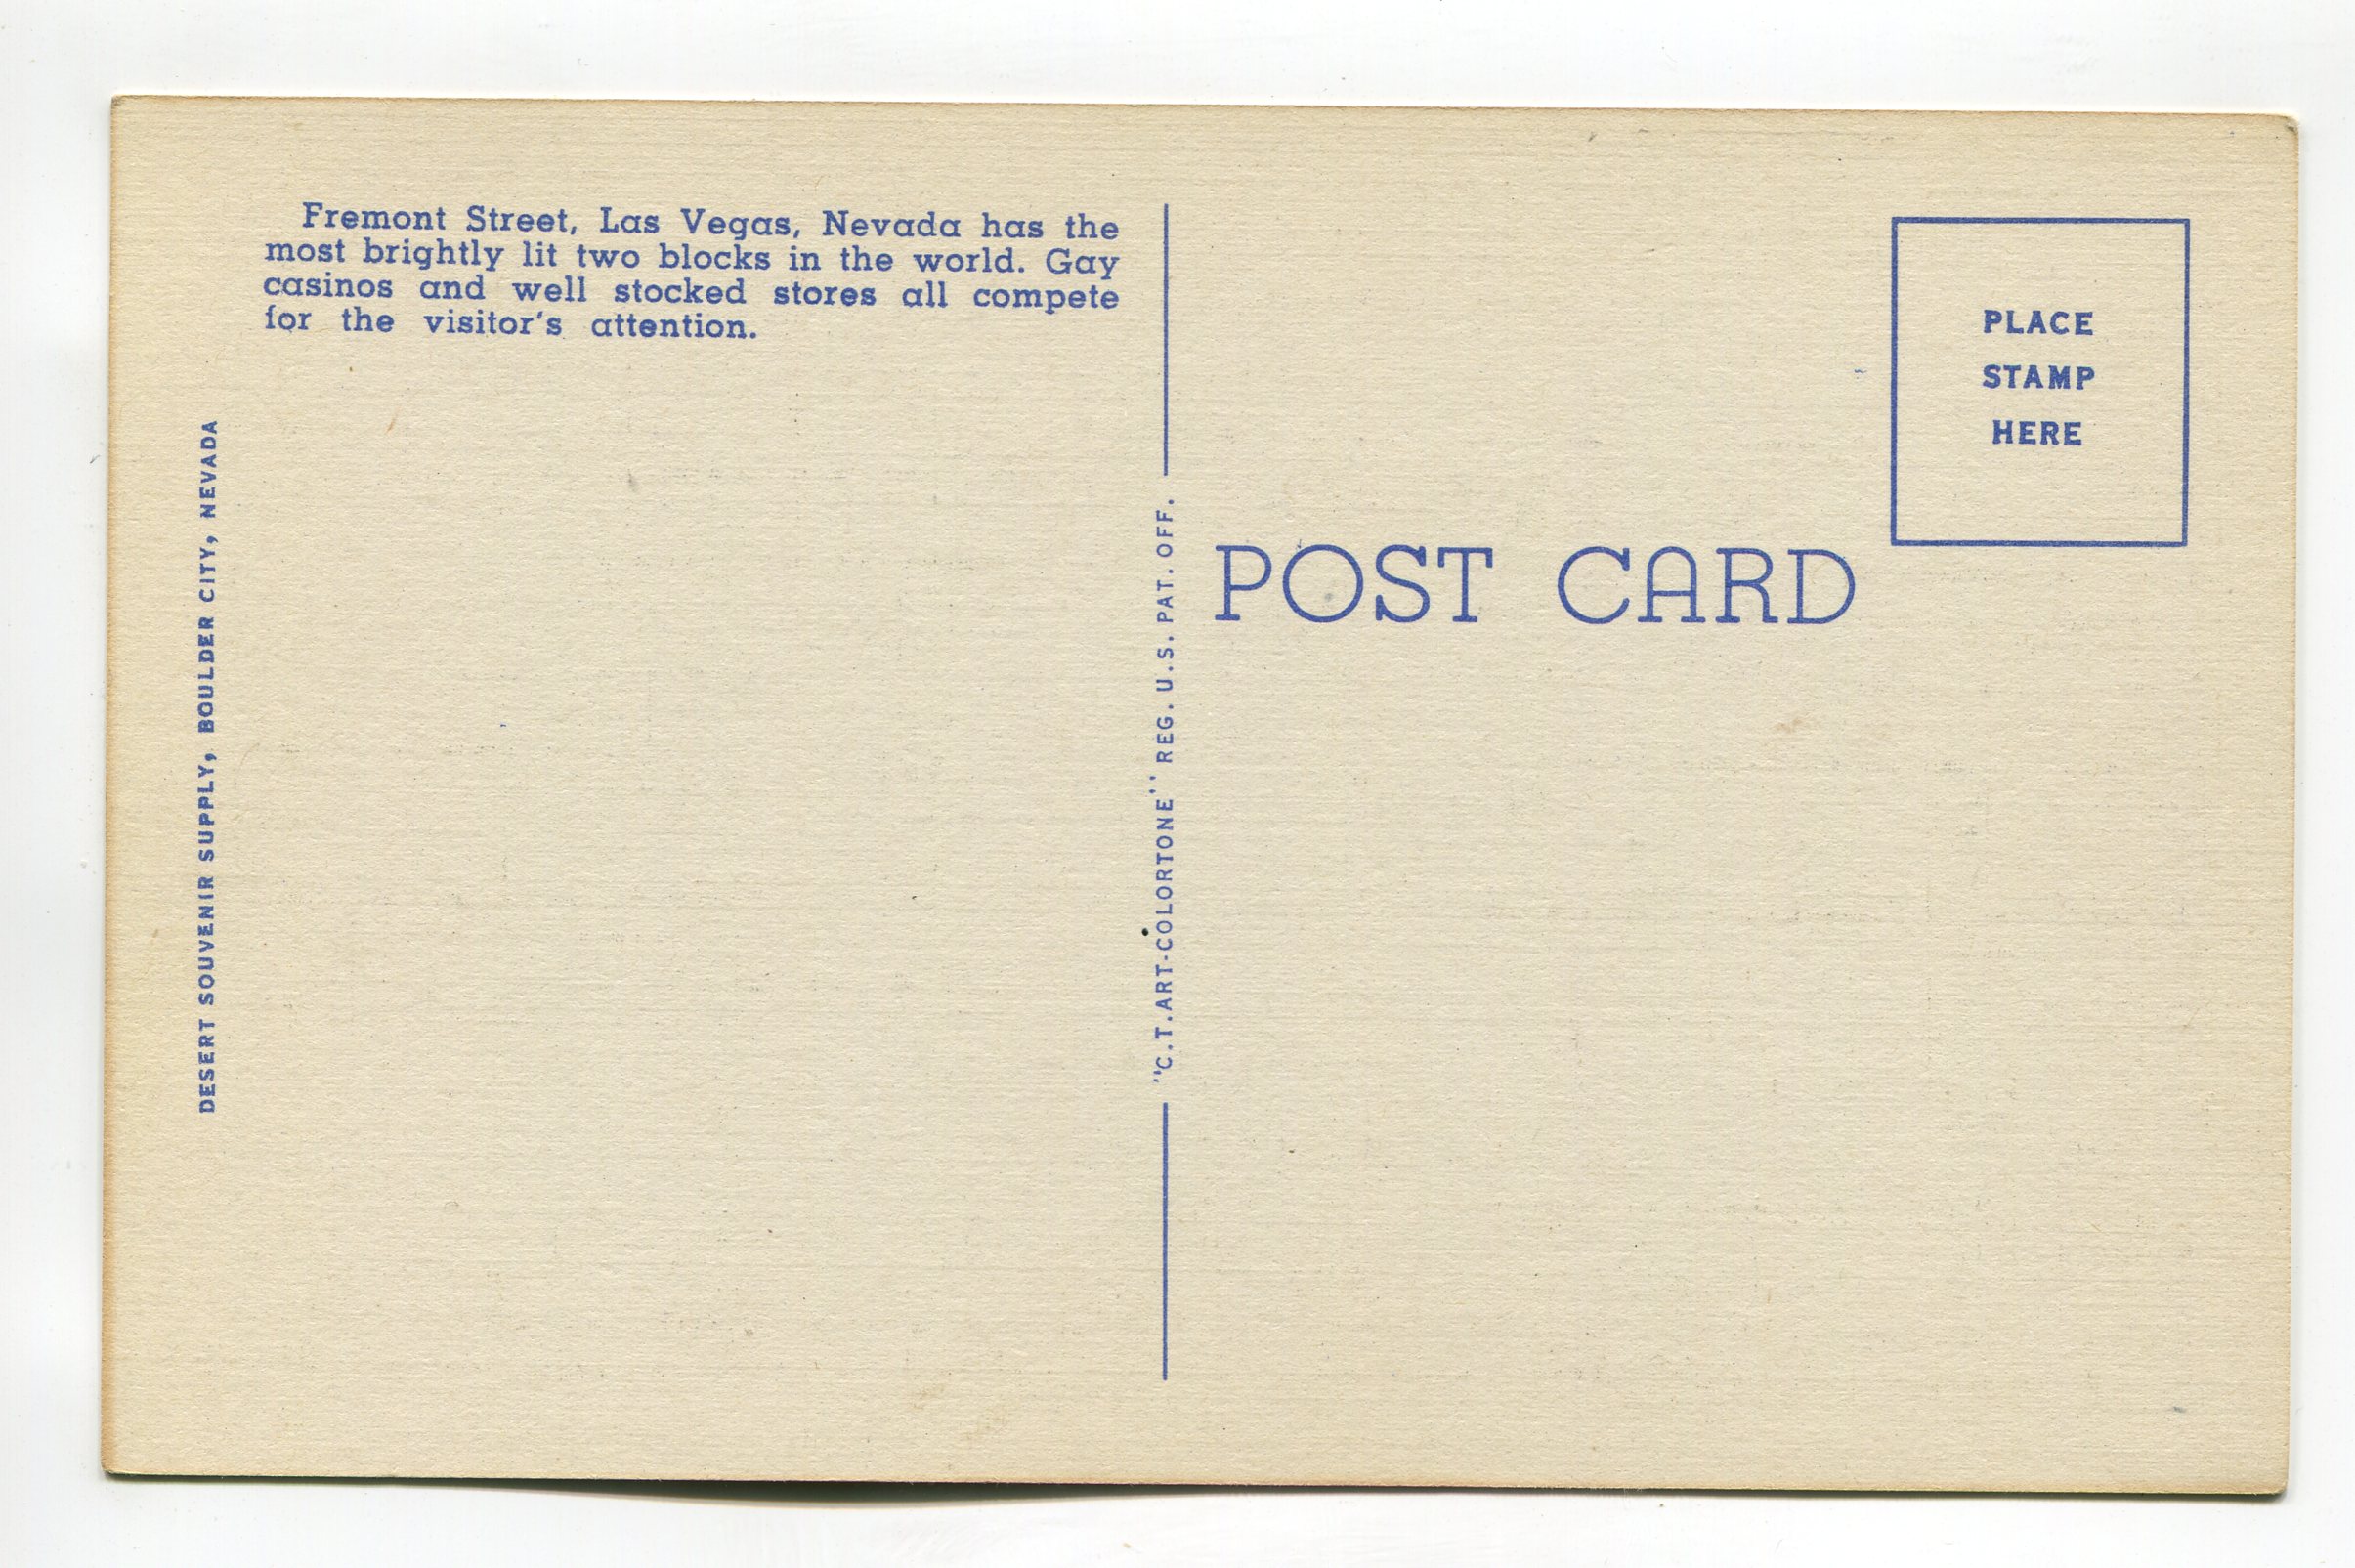 Fremont Street, Las Vegas, Nevada has the
most brightly lit two blocks in the world. Gay
casinos and well stocked stores all compete
for the visitor's attention.
DESERT SOUVENIR SUPPLY, BOULDER CITY, NEVADA
"C.T.ART-COLORTONE" REG. U.S. PAT. OFF.
POST CARD
PLACE
STAMP
HERE